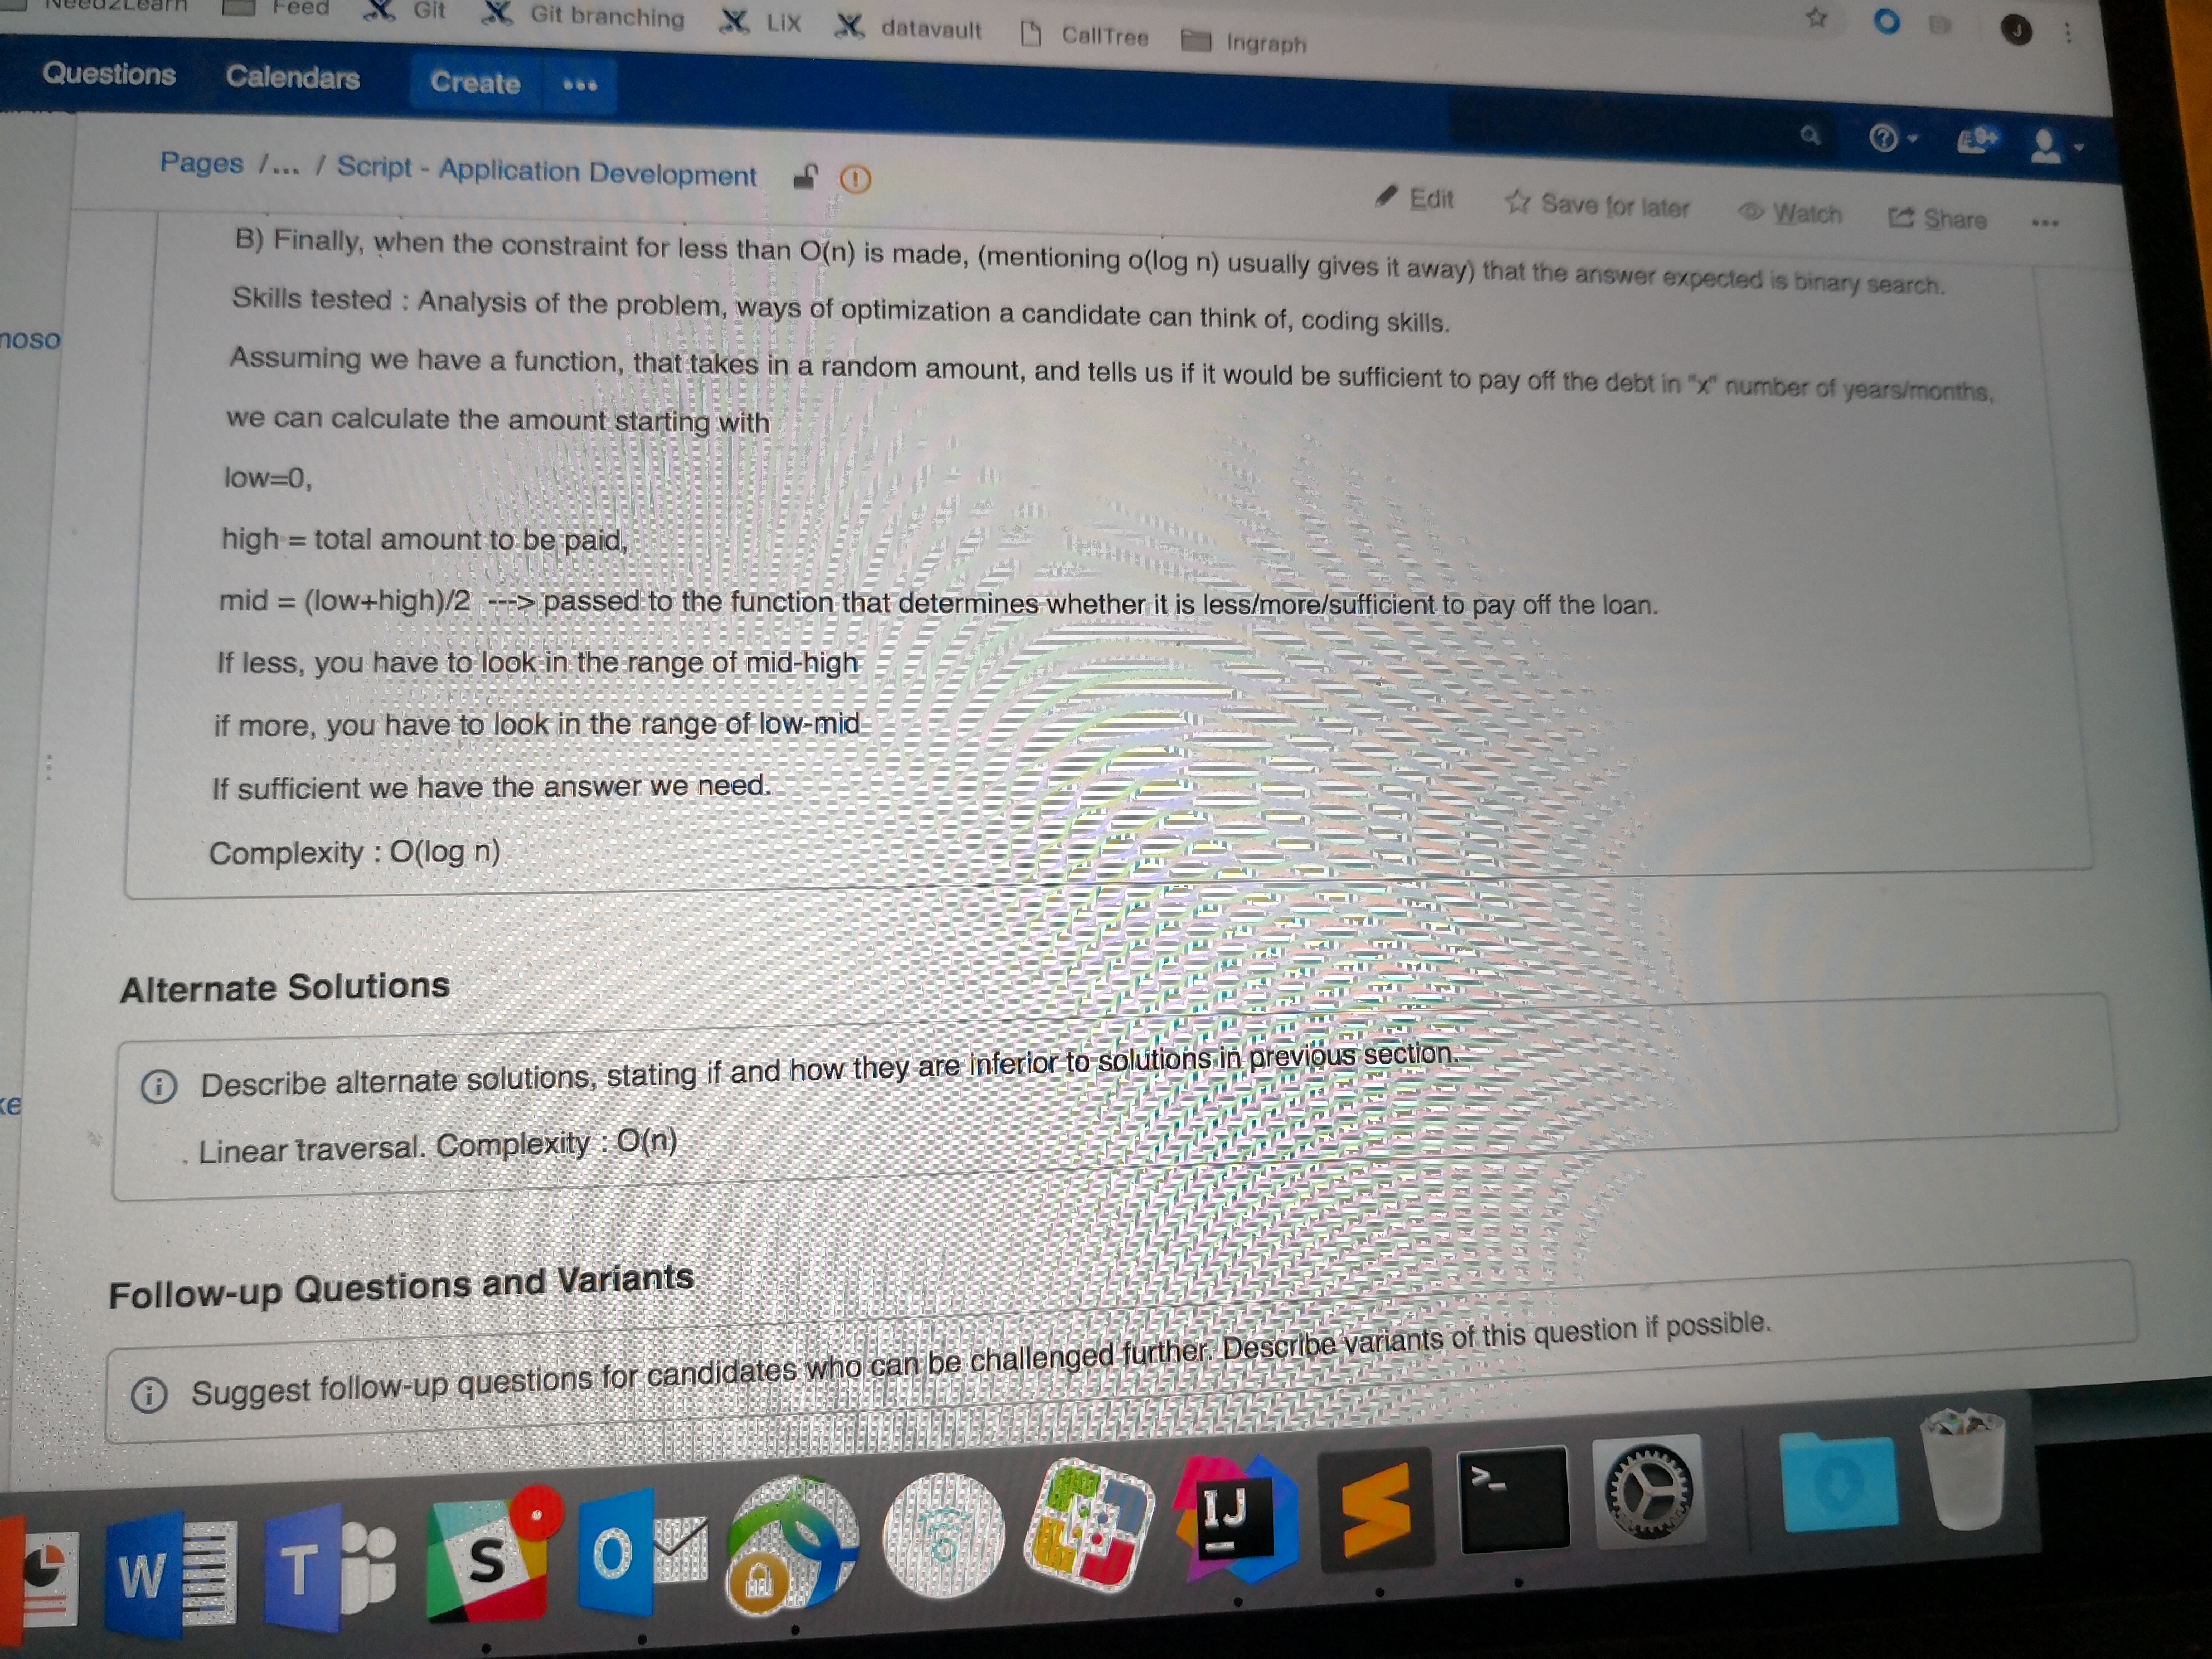 Need2Learn Feed Git Git branching LiX datavault CallTree Ingraph J
Questions Calendars Create
9+
Pages /... / Script - Application Development
Edit Save for later Watch Share
B) Finally, when the constraint for less than O(n) is made, (mentioning o(log n) usually gives it away) that the answer expected is binary search.
Skills tested : Analysis of the problem, ways of optimization a candidate can think of, coding skills.
noso
Assuming we have a function, that takes in a random amount, and tells us if it would be sufficient to pay off the debt in "x" number of years/months,
we can calculate the amount starting with
low=0,
high = total amount to be paid,
mid = (low+high)/2 ---> passed to the function that determines whether it is less/more/sufficient to pay off the loan.
If less, you have to look in the range of mid-high
if more, you have to look in the range of low-mid
If sufficient we have the answer we need.
Complexity : O(log n)
Alternate Solutions
Describe alternate solutions, stating if and how they are inferior to solutions in previous section.
ke
. Linear traversal. Complexity : O(n)
Follow-up Questions and Variants
Suggest follow-up questions for candidates who can be challenged further. Describe variants of this question if possible.
W T S O IJ >_